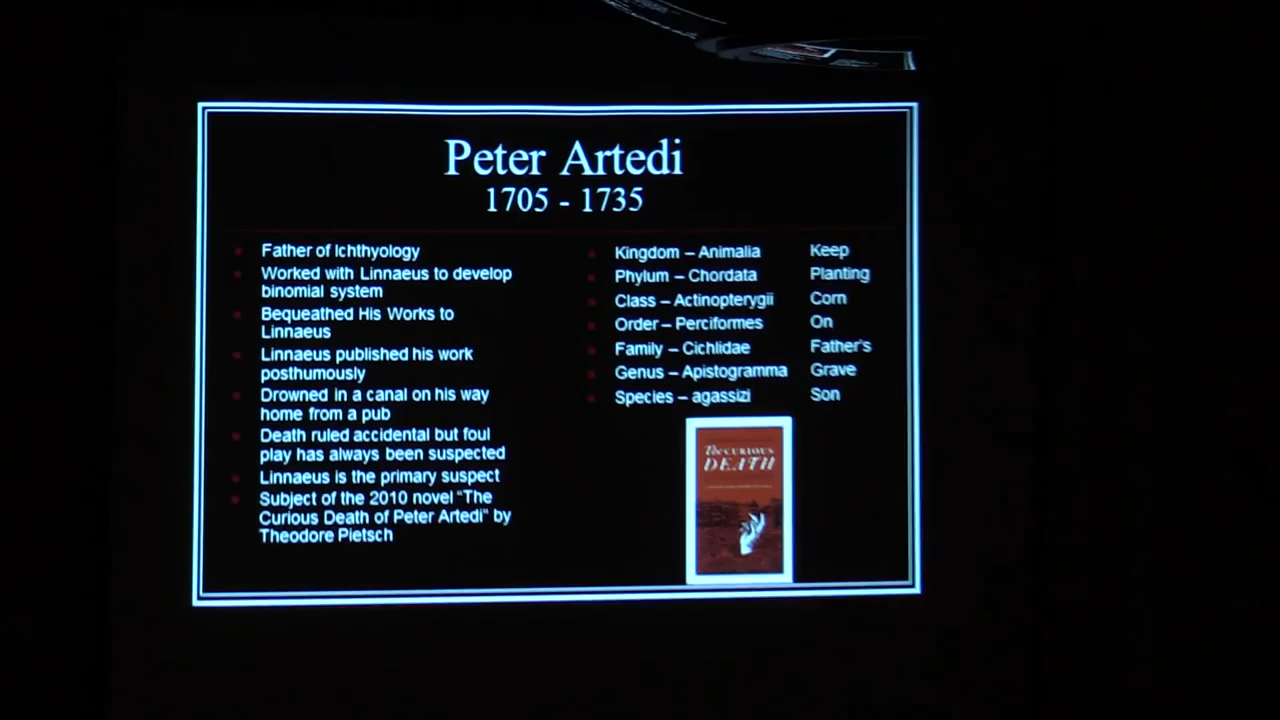 Peter Artedi
1705 - 1735
Father of Ichthyology
Worked with Linnaeus to develop
binomial system
Bequeathed His Works to
Linnaeus
Linnaeus published his work
posthumously
Drowned in a canal on his way
home from a pub
Death ruled accidental but foul
play has always been suspected
Linnaeus is the primary suspect
Subject of the 2010 novel “The
Curious Death of Peter Artedi” by
Theodore Pietsch
Kingdom – Animalia Keep
Phylum – Chordata Planting
Class – Actinopterygii Corn
Order – Perciformes On
Family – Cichlidae Father's
Genus – Apistogramma Grave
Species – agassizi Son
The CURIOUS
DEATH